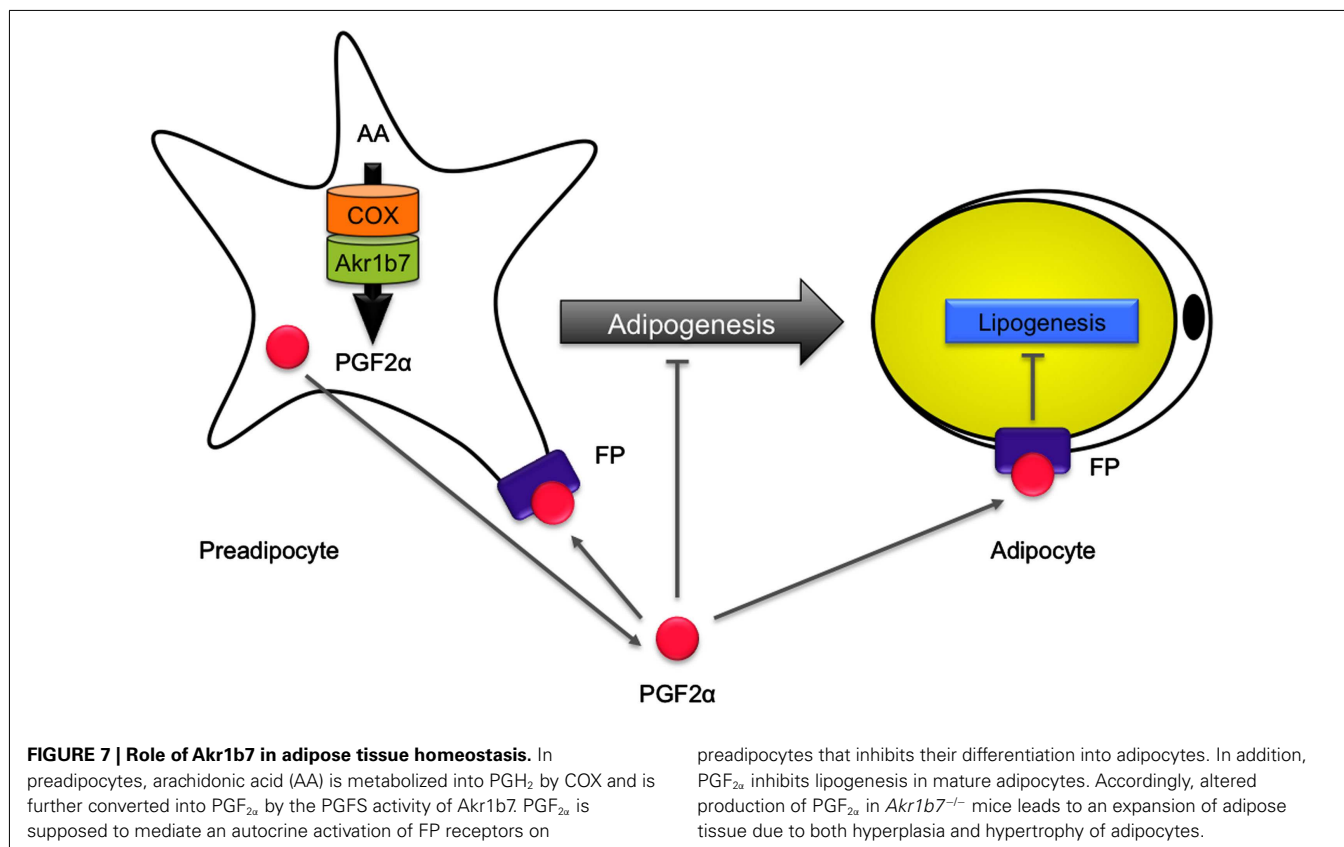 AA
COX
Akr1b7
PGF2α
Adipogenesis
Lipogenesis
FP
FP
Preadipocyte
Adipocyte
PGF2α
FIGURE 7 | Role of Akr1b7 in adipose tissue homeostasis. In
preadipocytes, arachidonic acid (AA) is metabolized into PGH₂ by COX and is
further converted into PGF₂α by the PGFS activity of Akr1b7. PGF₂α is
supposed to mediate an autocrine activation of FP receptors on
preadipocytes that inhibits their differentiation into adipocytes. In addition,
PGF₂α inhibits lipogenesis in mature adipocytes. Accordingly, altered
production of PGF₂α in Akr1b7⁻/⁻ mice leads to an expansion of adipose
tissue due to both hyperplasia and hypertrophy of adipocytes.